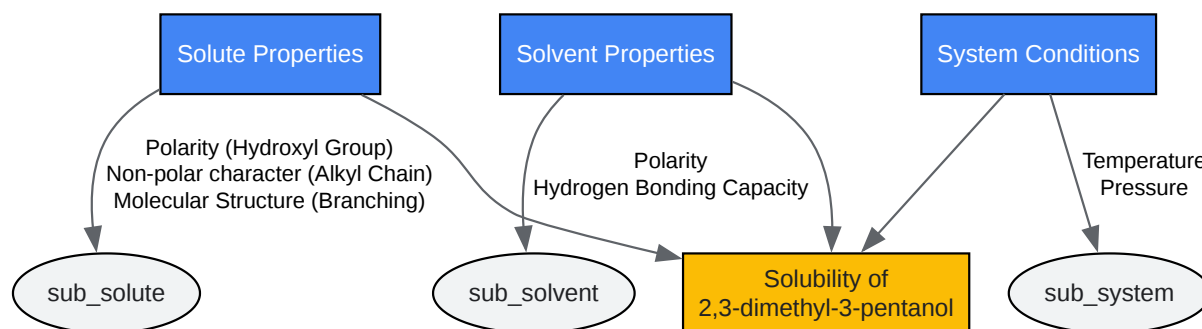 Solute Properties
Solvent Properties
System Conditions
Polarity (Hydroxyl Group)
Non-polar character (Alkyl Chain)
Molecular Structure (Branching)
Polarity
Hydrogen Bonding Capacity
Temperature
Pressure
sub_solute
sub_solvent
Solubility of
2,3-dimethyl-3-pentanol
sub_system